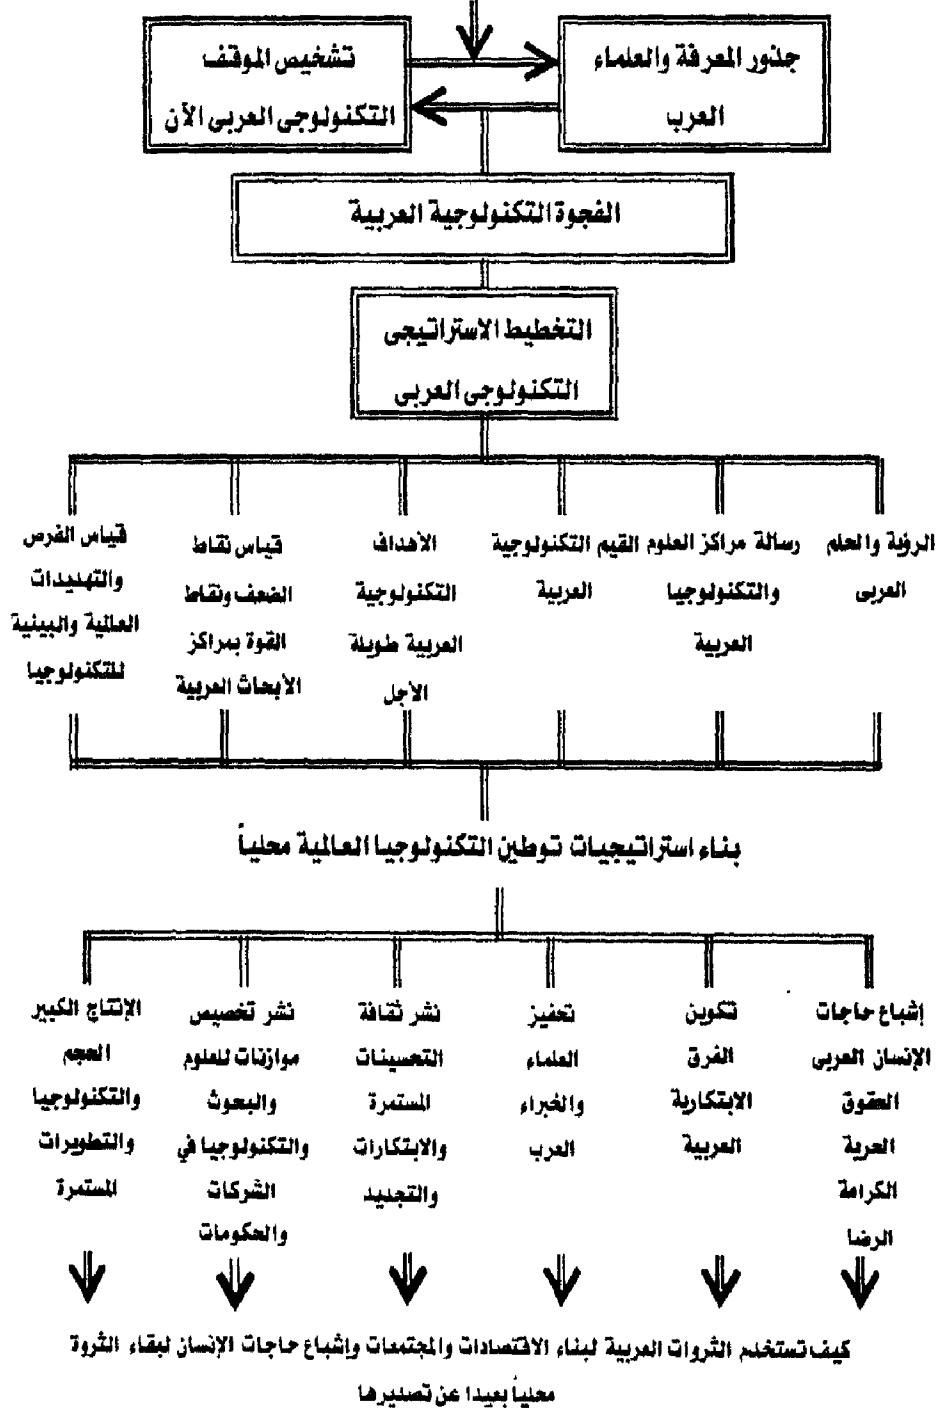 جذور المعرفة والعلماء
العرب
تشخيص الموقف
التكنولوجى العربى الآن
الفجوة التكنولوجية العربية
التخطيط الاستراتيجى
التكنولوجى العربى
الرؤية والحلم
العربى
رسالة مراكز العلوم
والتكنولوجيا
العربية
القيم التكنولوجية
العربية
الأهداف
التكنولوجية
العربية طويلة
الأجل
قياس نقاط
الضعف ونقاط
القوة بمراكز
الأبحاث العربية
قياس الفرص
والتهديدات
العالمية والبيئية
للتكنولوجيا
بناء استراتيجيات توطين التكنولوجيا العالمية محلياً
إشباع حاجات
الإنسان العربى
الحقوق
الحرية
الكرامة
الرضا
تكوين
الفرق
الابتكارية
العربية
تحفيز
العلماء
والخبراء
العرب
نشر ثقافة
التحسينات
المستمرة
والابتكارات
والتجديد
نشر تخصيص
موازنات للعلوم
والبحوث
والتكنولوجيا في
الشركات
والحكومات
الإنتاج الكبير
الحجم
والتكنولوجيا
والتطويرات
المستمرة
كيف تستخدم الثروات العربية لبناء الاقتصادات والمجتمعات وإشباع حاجات الإنسان لبقاء الثروة
محلياً بعيدا عن تصديرها